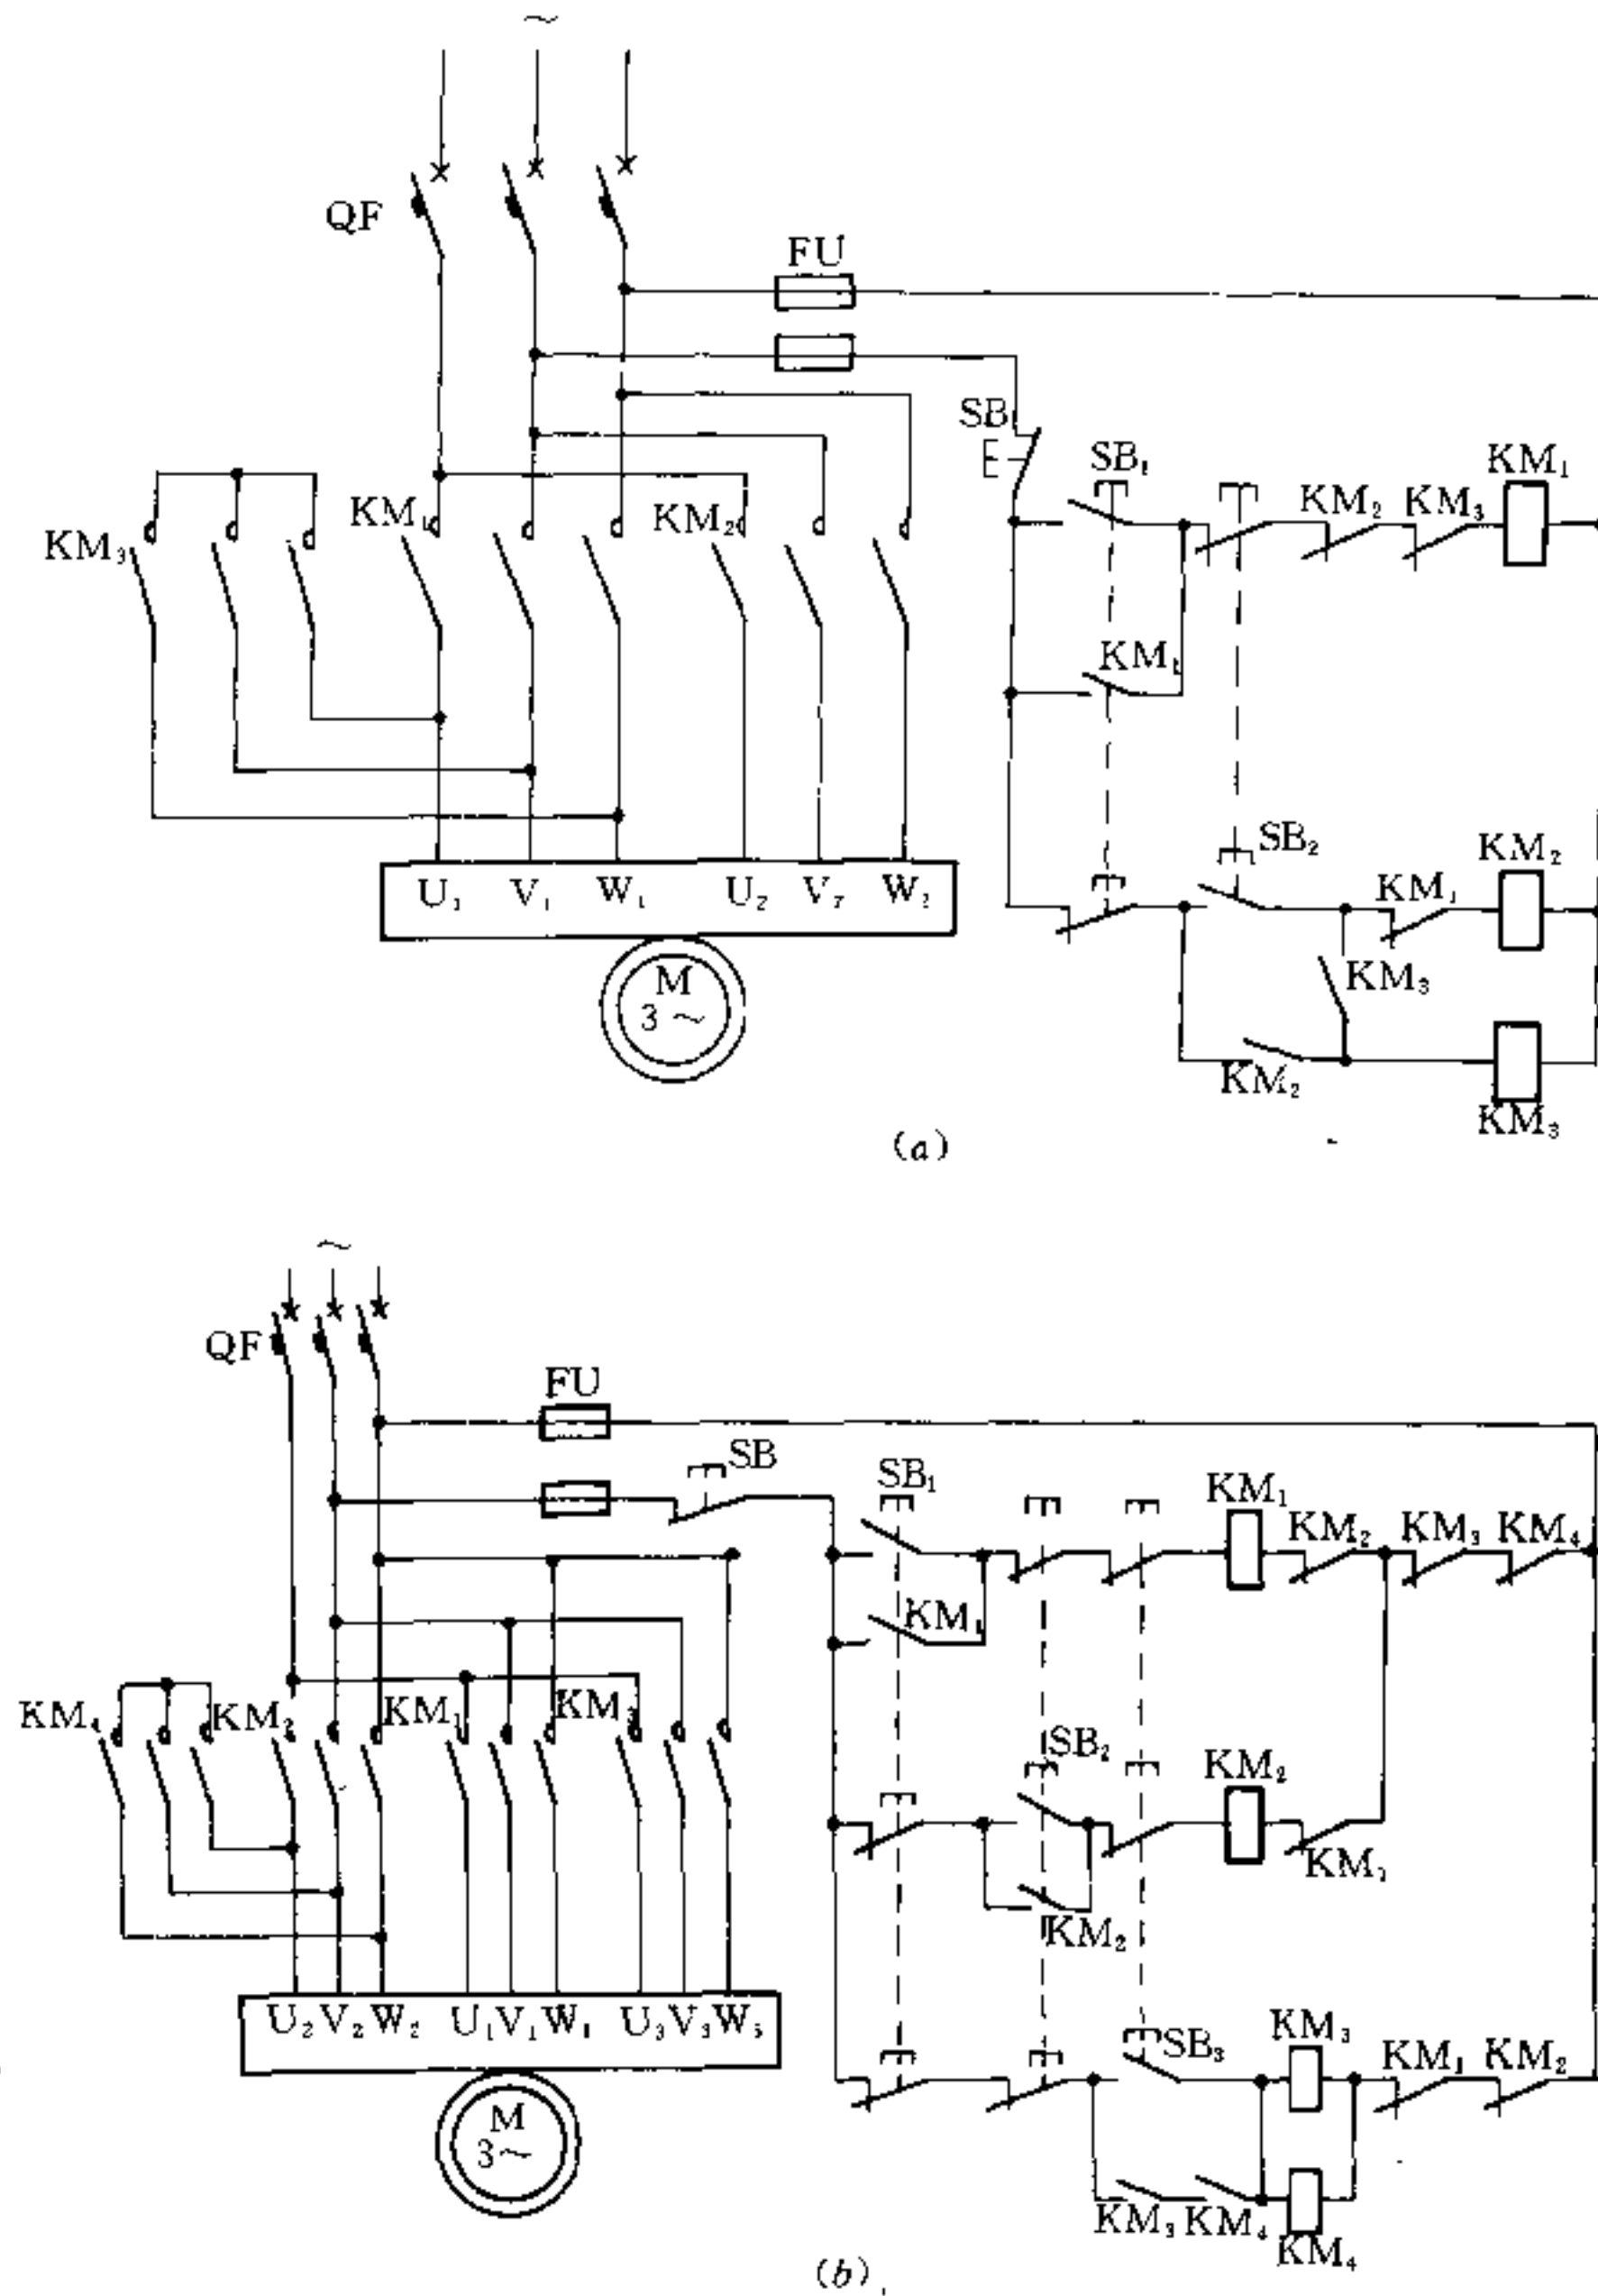 ~
QF
FU
SB
SB₁
KM₂
KM₃
KM₁
KM₃
KM₁
KM₂
KM₁
SB₂
KM₁
KM₂
U₁
V₁
W₁
U₂
V₂
W₂
KM₃
M
3~
KM₂
KM₃
(a)
~
QF
FU
SB
SB₁
KM₁
KM₂
KM₃
KM₄
KM₁
KM₄
KM₂
KM₁
KM₃
SB₂
KM₂
KM₁
KM₂
U₂
V₂
W₂
U₁
V₁
W₁
U₃
V₃
W₃
SB₃
KM₃
KM₁
KM₂
M
3~
KM₃
KM₄
KM₄
(b)